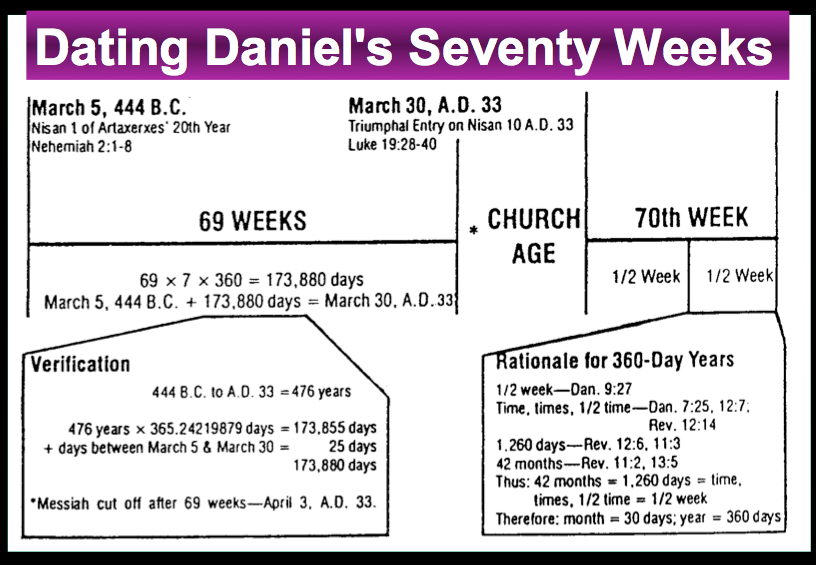 Dating Daniel's Seventy Weeks
March 5, 444 B.C.
Nisan 1 of Artaxerxes' 20th Year
Nehemiah 2:1-8
March 30, A.D. 33
Triumphal Entry on Nisan 10 A.D. 33
Luke 19:28-40
69 WEEKS
* CHURCH
AGE
70th WEEK
69 × 7 × 360 = 173,880 days
March 5, 444 B.C. + 173,880 days = March 30, A.D.33
1/2 Week
1/2 Week
Verification
444 B.C. to A.D. 33 = 476 years
476 years × 365.24219879 days = 173,855 days
+ days between March 5 & March 30 = 25 days
173,880 days
*Messiah cut off after 69 weeks—April 3, A.D. 33.
Rationale for 360-Day Years
1/2 week—Dan. 9:27
Time, times, 1/2 time—Dan. 7:25, 12:7;
Rev. 12:14
1,260 days—Rev. 12:6, 11:3
42 months—Rev. 11:2, 13:5
Thus: 42 months = 1,260 days = time,
times, 1/2 time = 1/2 week
Therefore: month = 30 days; year = 360 days